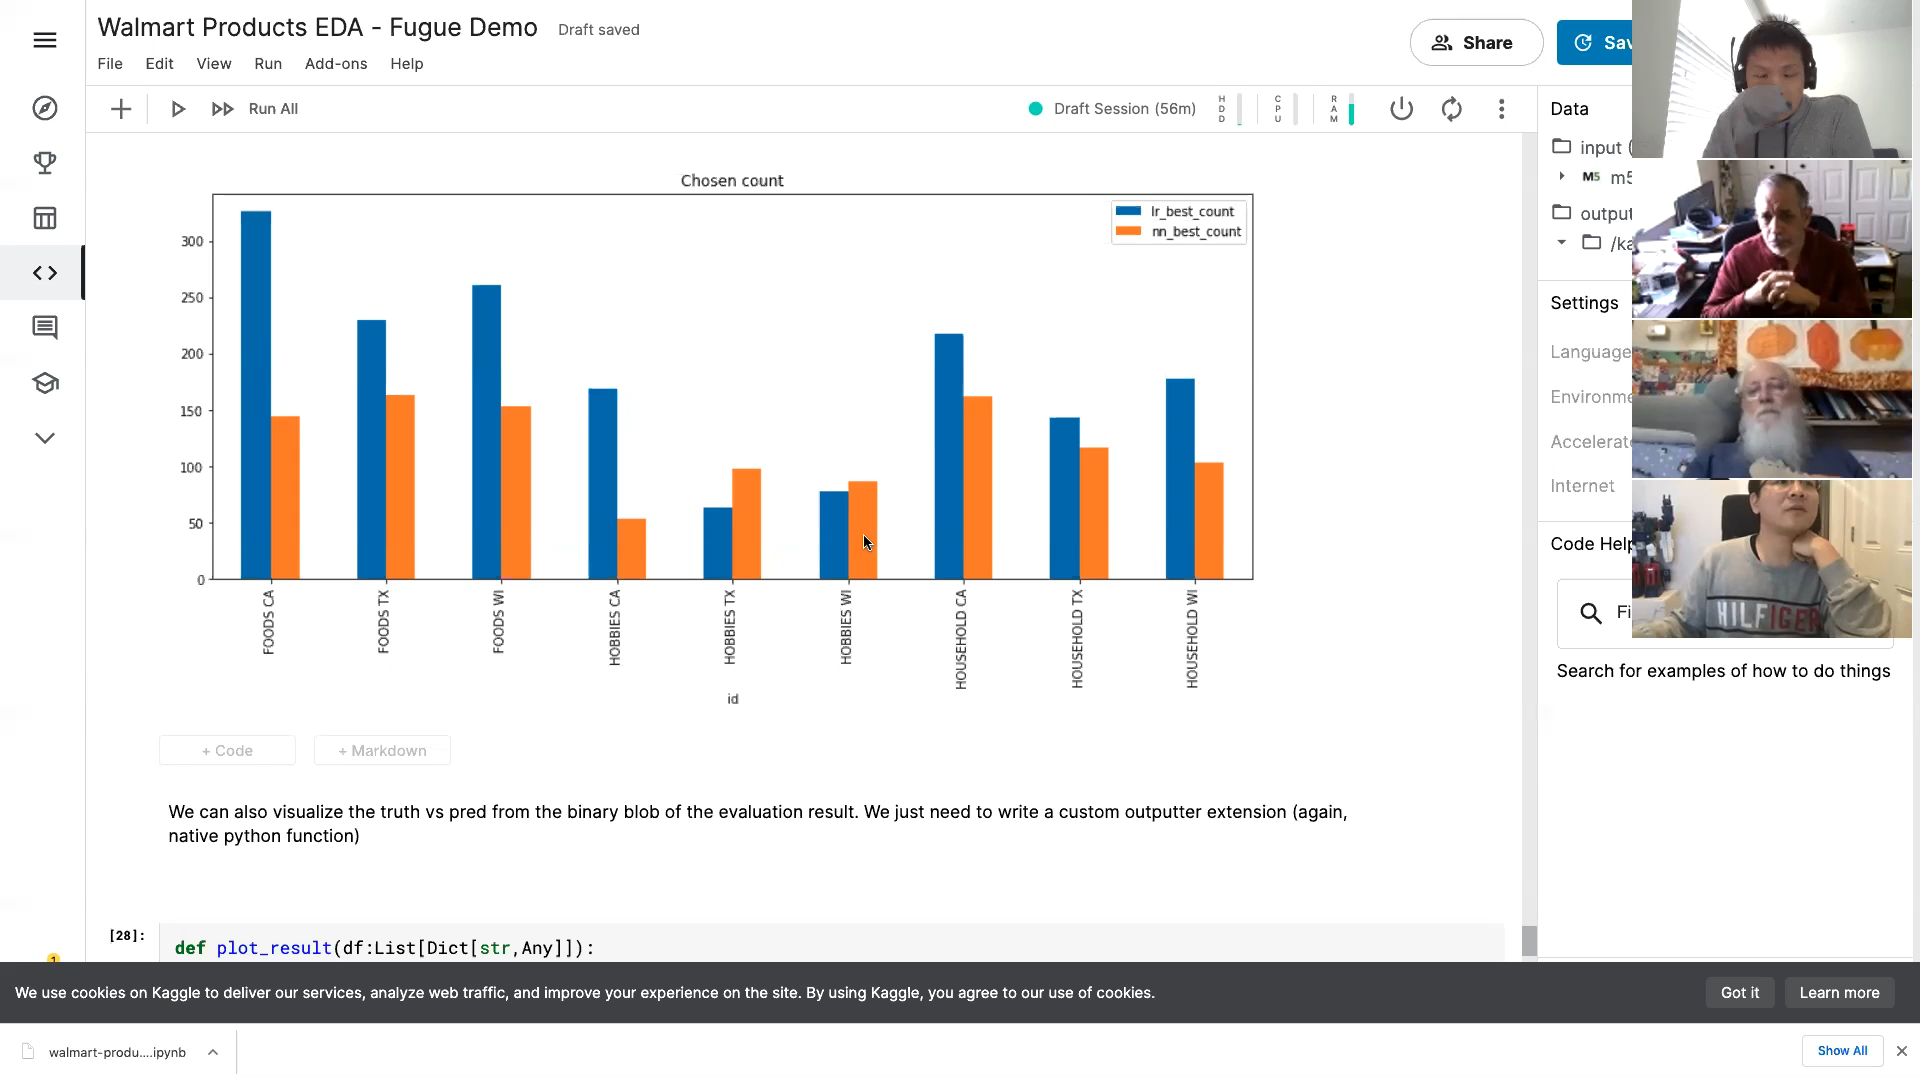 Walmart Products EDA - Fugue Demo
Draft saved
File Edit View Run Add-ons Help
Share
Sav
Run All
Draft Session (56m)
HDD
CPU
RAM
Data
input (
M5 m5
output
/ka
Settings
Language
Environme
Accelerat
Internet
Code Help
Fi
Search for examples of how to do things
Chosen count
lr_best_count
nn_best_count
300
250
200
150
100
50
0
FOODS CA
FOODS TX
FOODS WI
HOBBIES CA
HOBBIES TX
HOBBIES WI
HOUSEHOLD CA
HOUSEHOLD TX
HOUSEHOLD WI
id
+ Code
+ Markdown
We can also visualize the truth vs pred from the binary blob of the evaluation result. We just need to write a custom outputter extension (again,
native python function)
[28]:
def plot_result(df:List[Dict[str,Any]]):
1
We use cookies on Kaggle to deliver our services, analyze web traffic, and improve your experience on the site. By using Kaggle, you agree to our use of cookies.
Got it
Learn more
walmart-produ....ipynb
Show All
HILFIGER